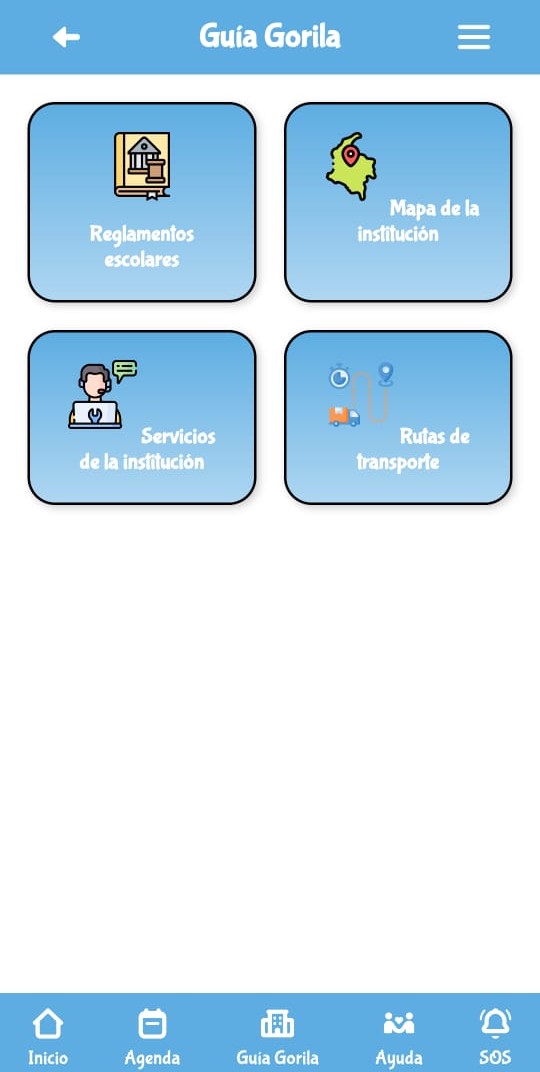 Guía Gorila
Reglamentos
escolares
Mapa de la
institución
Servicios
de la institución
Rutas de
transporte
Inicio
Agenda
Guia Gorila
Ayuda
SOS